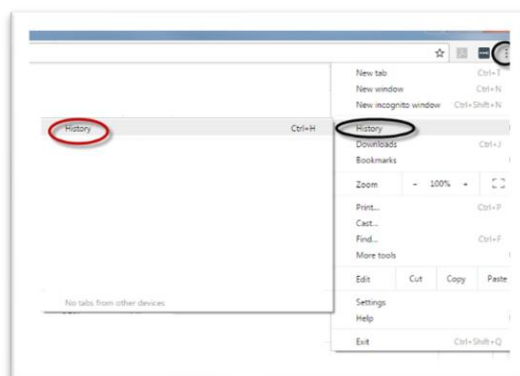 New tab Ctrl+T
New window Ctrl+N
New incognito window Ctrl+Shift+N
History Ctrl+H
History
Downloads Ctrl+J
Bookmarks
Zoom - 100% +
Print... Ctrl+P
Cast...
Find... Ctrl+F
More tools
Edit Cut Copy Paste
No tabs from other devices
Settings
Help
Exit Ctrl+Shift+Q